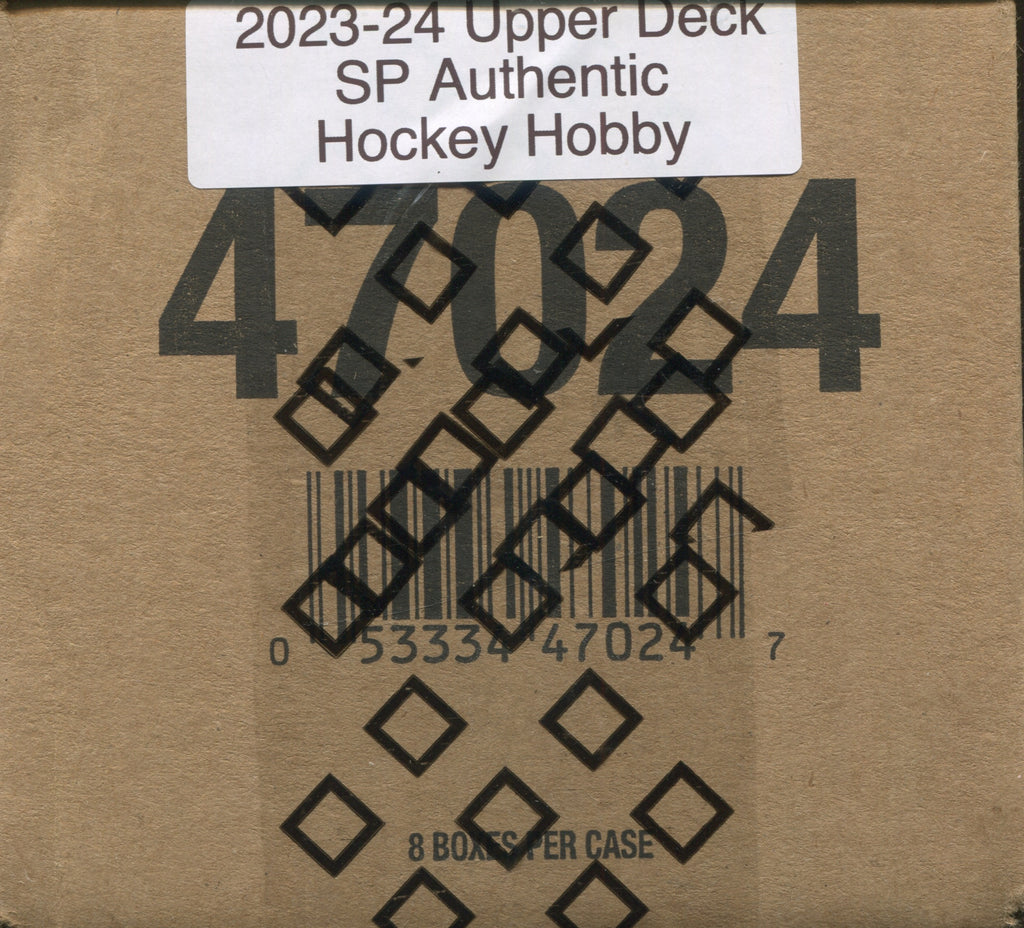 2023-24 Upper Deck
SP Authentic
Hockey Hobby
47024
0 53334 47024 7
8 BOXES PER CASE